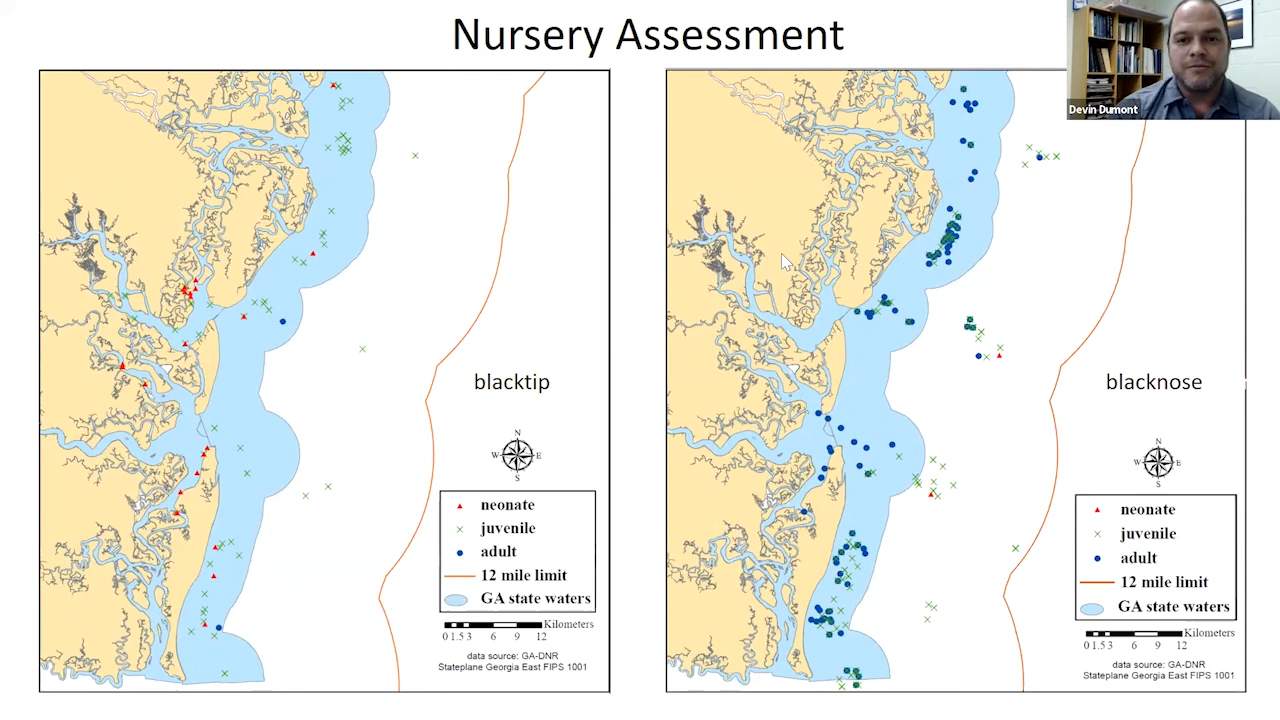 Nursery Assessment
Devin Dumont
blacktip
N
W E
S
neonate
juvenile
adult
12 mile limit
GA state waters
Kilometers
0 1.5 3 6 9 12
data source: GA-DNR
Stateplane Georgia East FIPS 1001
blacknose
N
W E
S
neonate
juvenile
adult
12 mile limit
GA state waters
Kilometers
0 1.5 3 6 9 12
data source: GA-DNR
Stateplane Georgia East FIPS 1001